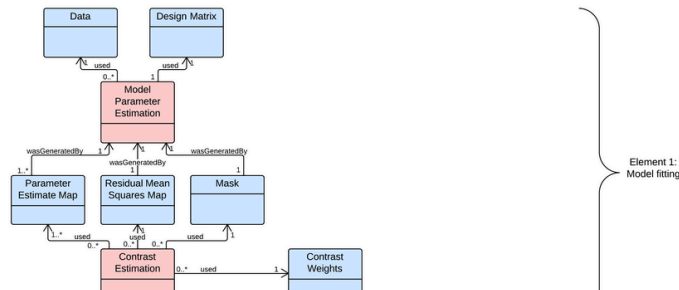 Data
Design Matrix
1
used
used
1
0..*
1
Model
Parameter
Estimation
wasGeneratedBy
1
1
1
wasGeneratedBy
wasGeneratedBy
1..*
1
1
Parameter
Estimate Map
Residual Mean
Squares Map
Mask
1..*
used
1
used
used
1
0..*
0..*
0..*
Contrast
Estimation
0..*
used
1
Contrast
Weights
Element 1:
Model fitting